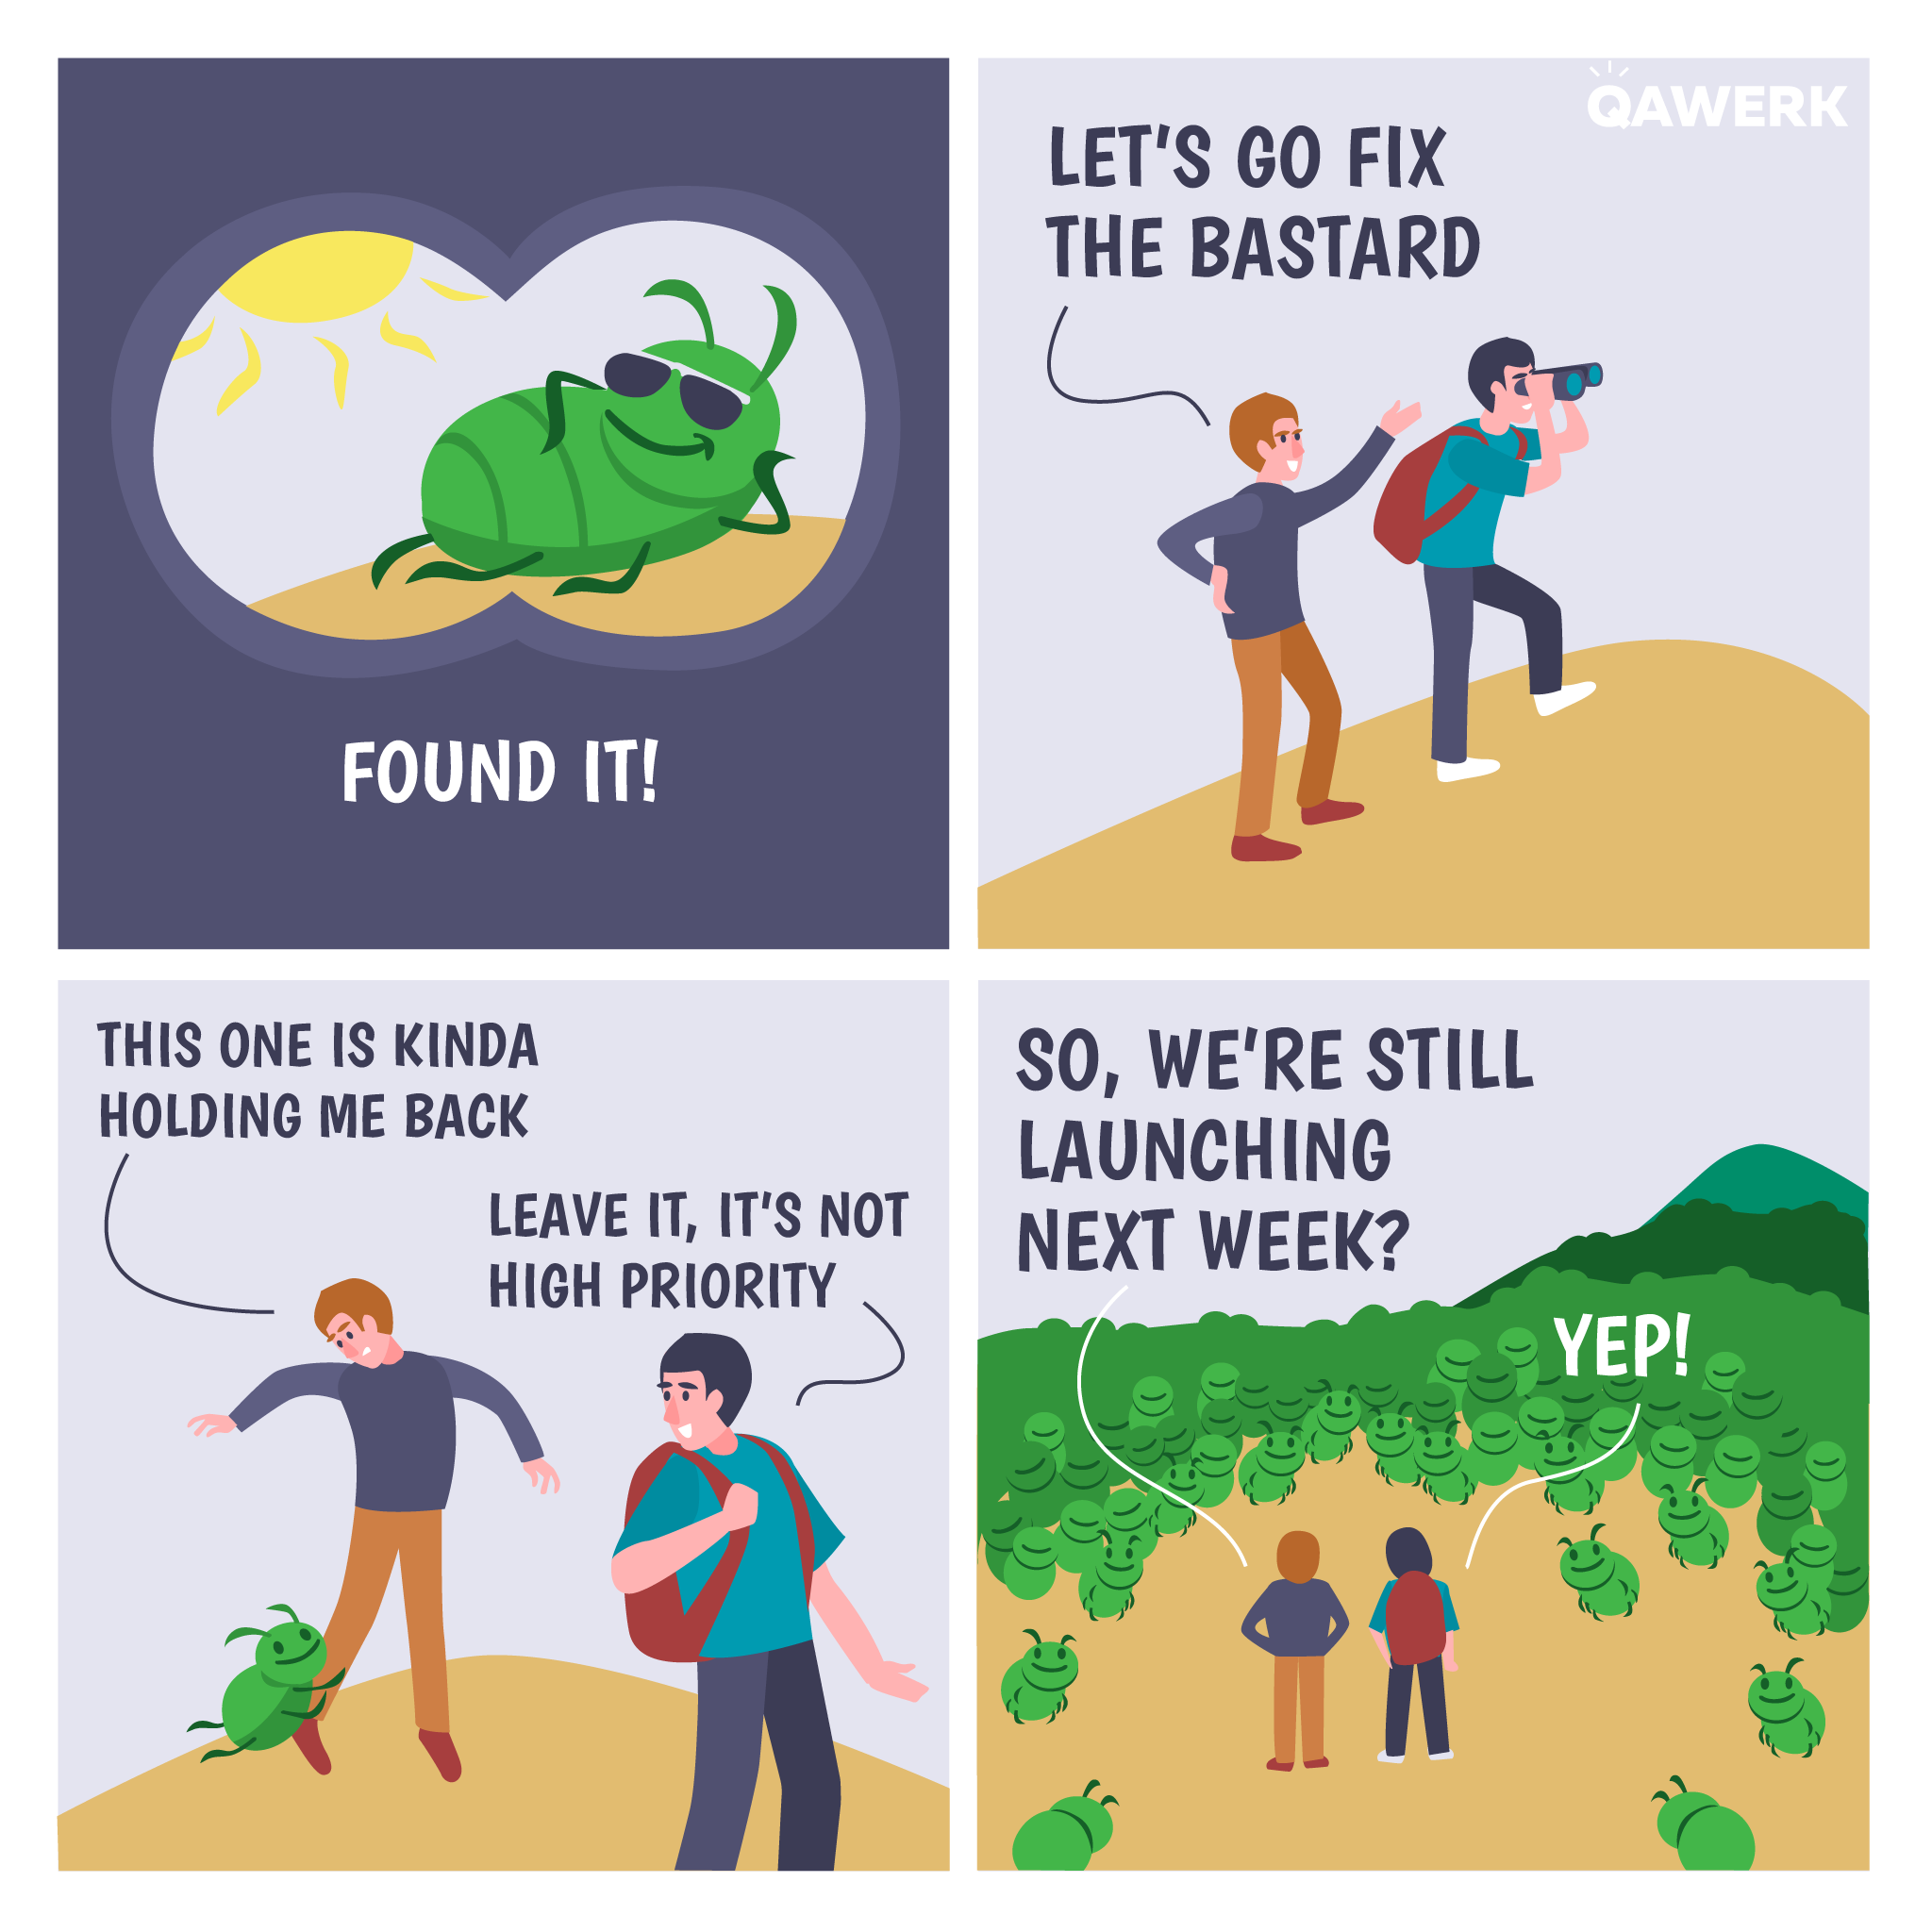 FOUND IT!
QAWERK
LET'S GO FIX
THE BASTARD
THIS ONE IS KINDA
HOLDING ME BACK
LEAVE IT, IT'S NOT
HIGH PRIORITY
SO, WE'RE STILL
LAUNCHING
NEXT WEEK?
YEP!